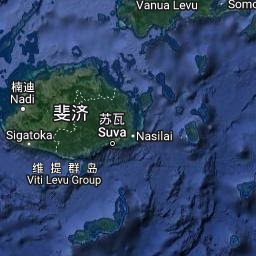 Vanua Levu
Somo
楠迪
Nadi
斐济
苏瓦
Suva
Nasilai
Sigatoka
维提群岛
Viti Levu Group